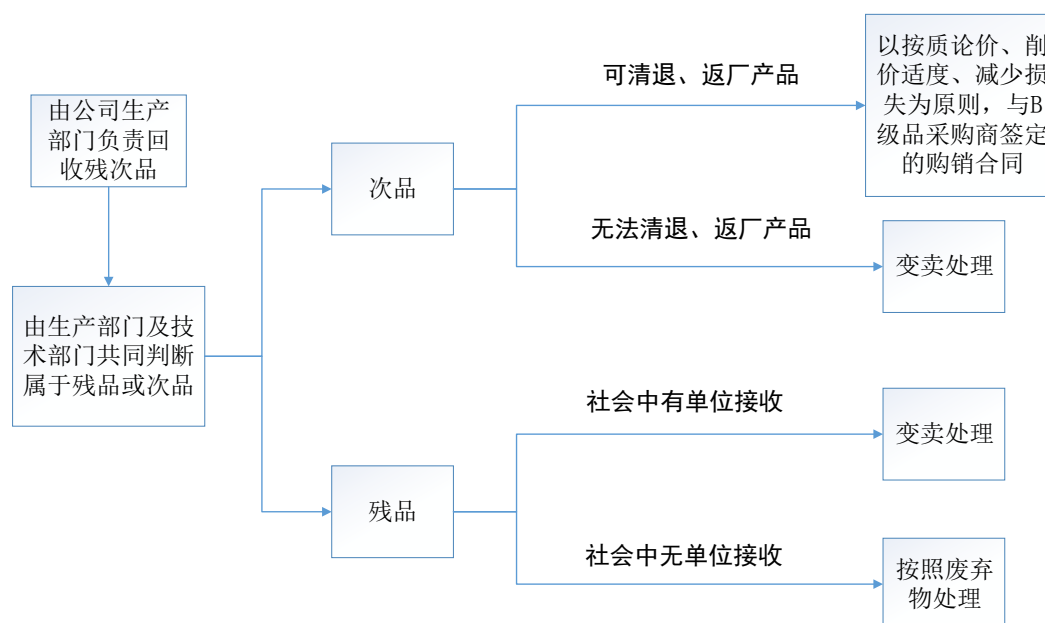 由公司生产
部门负责回
收残次品
由生产部门及技
术部门共同判断
属于残品或次品
次品
残品
可清退、返厂产品
无法清退、返厂产品
社会中有单位接收
社会中无单位接收
以按质论价、削
价适度、减少损
失为原则，与B
级品采购商签定
的购销合同
变卖处理
变卖处理
按照废弃
物处理